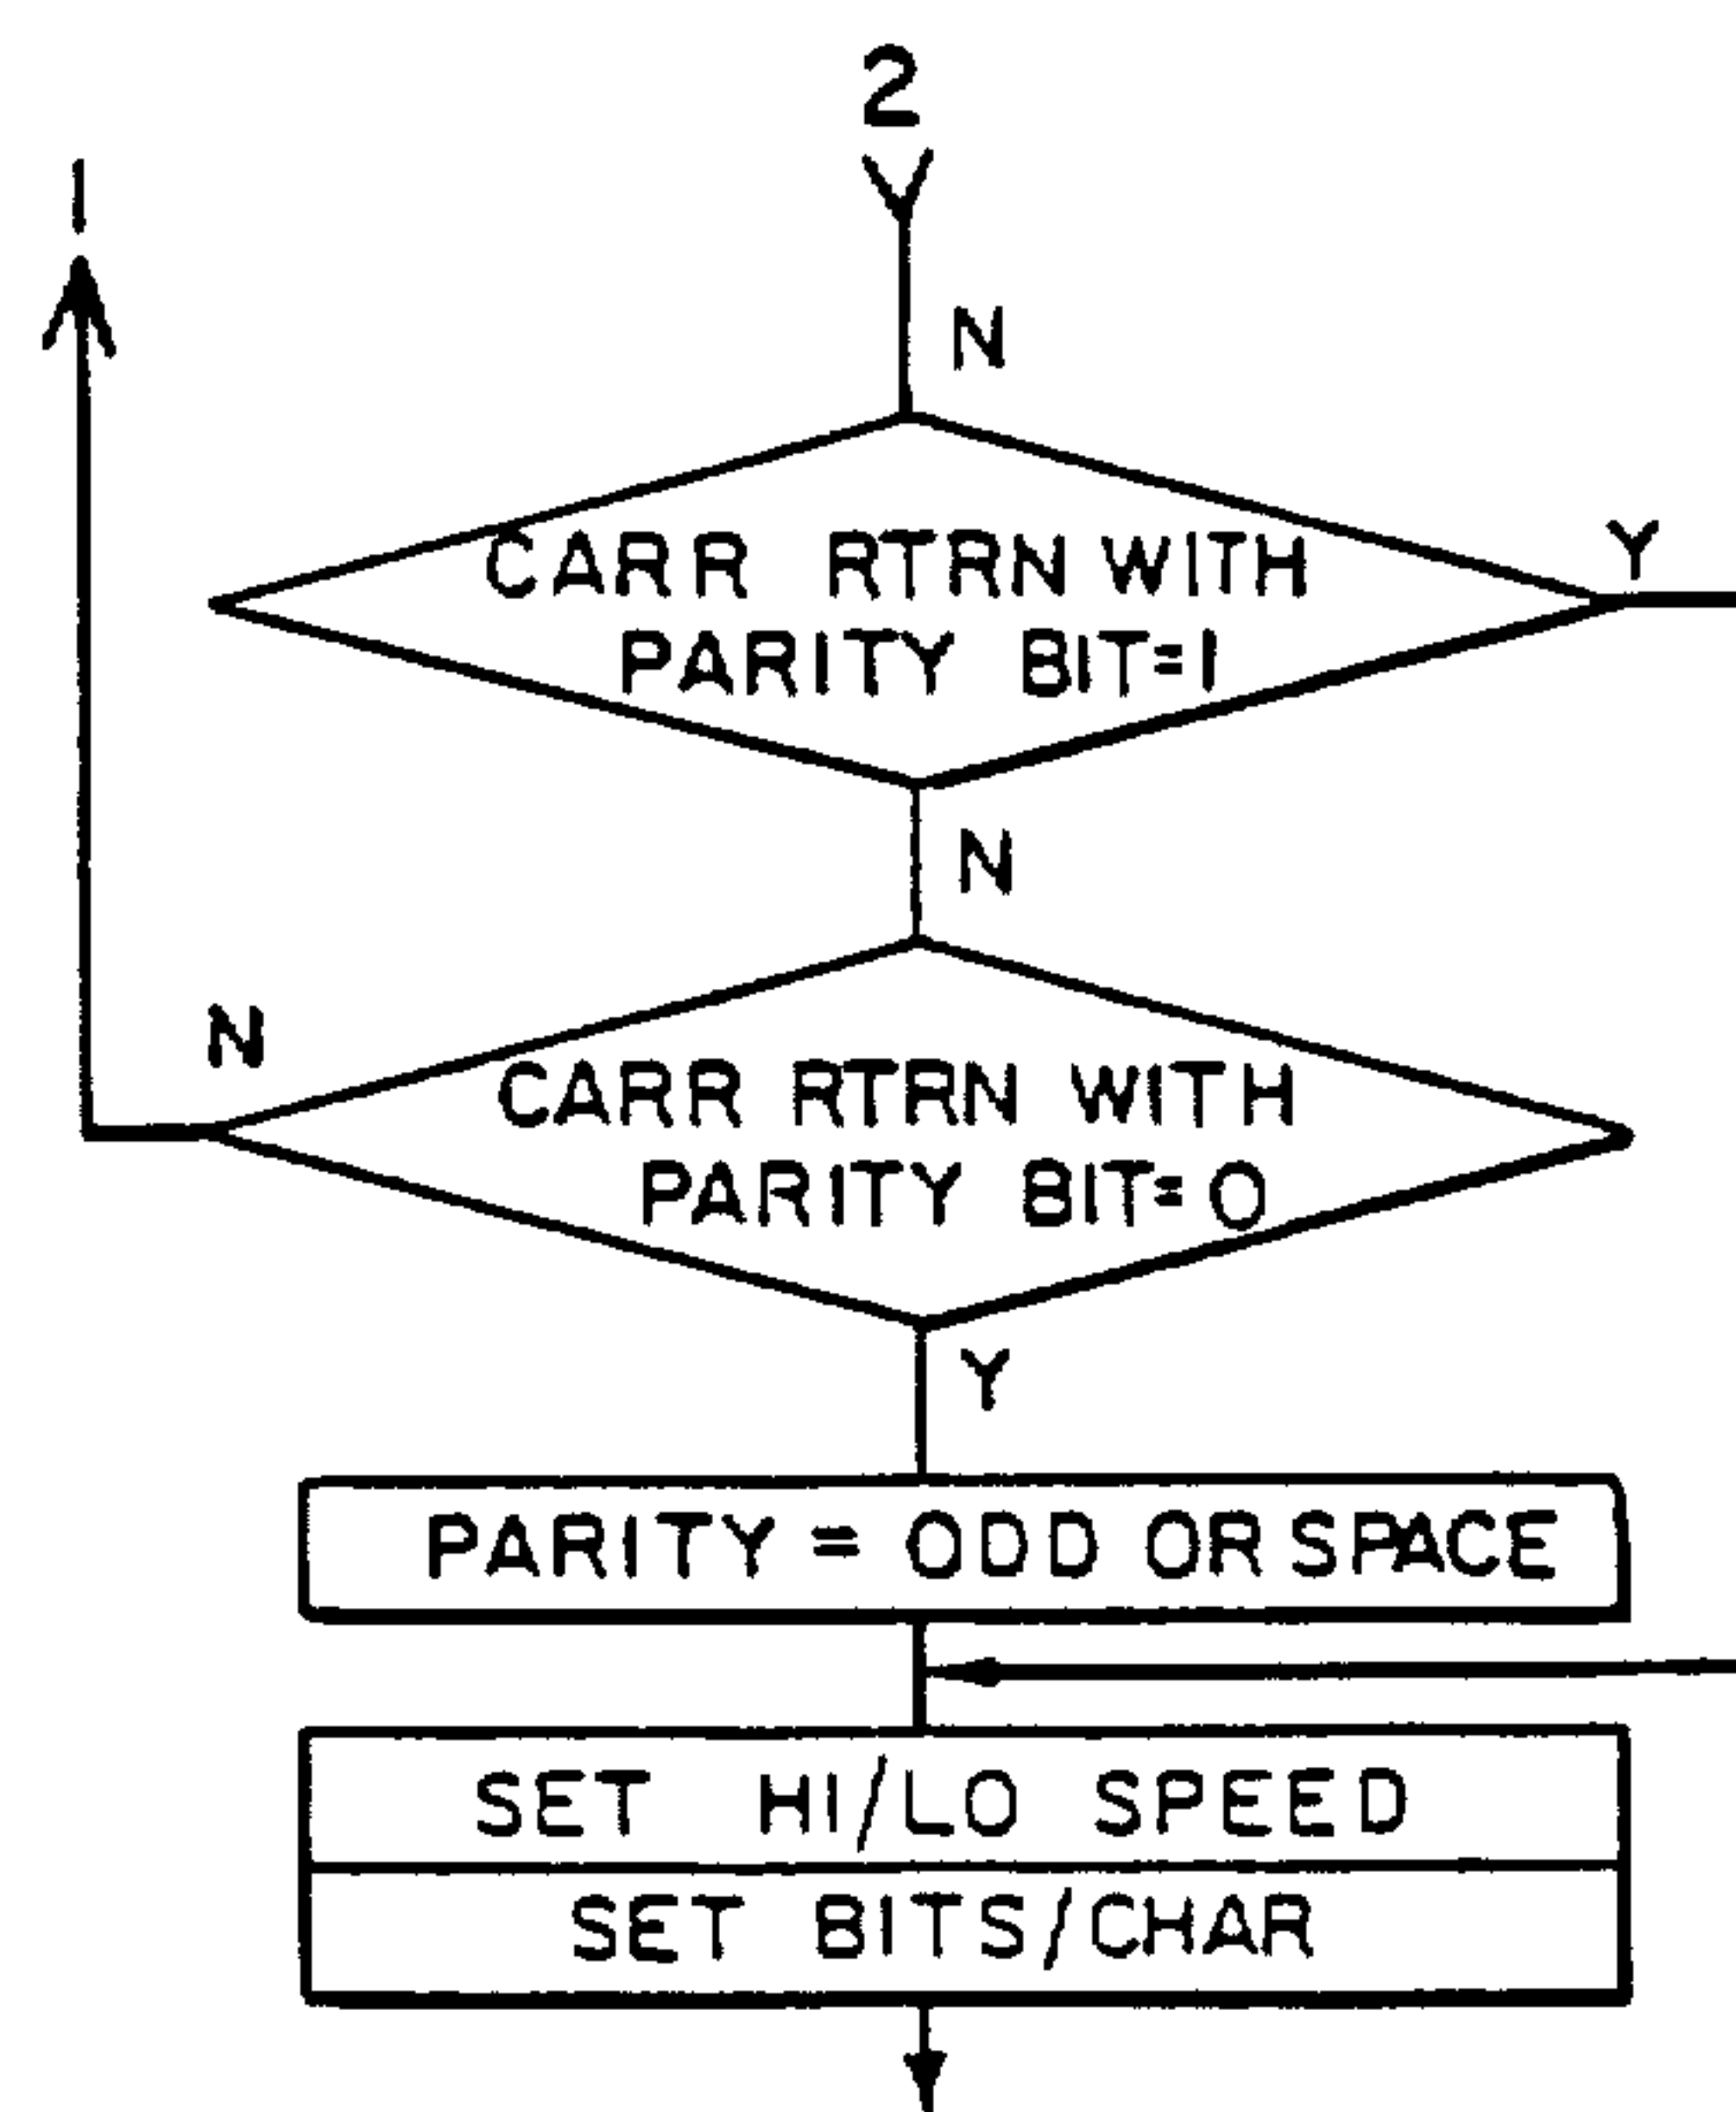 2
1
N
CARR RTRN WITH
PARITY BIT=1
Y
N
N
CARR RTRN WITH
PARITY BIT=0
Y
PARITY = ODD OR SPACE
SET HI/LO SPEED
SET BITS/CHAR